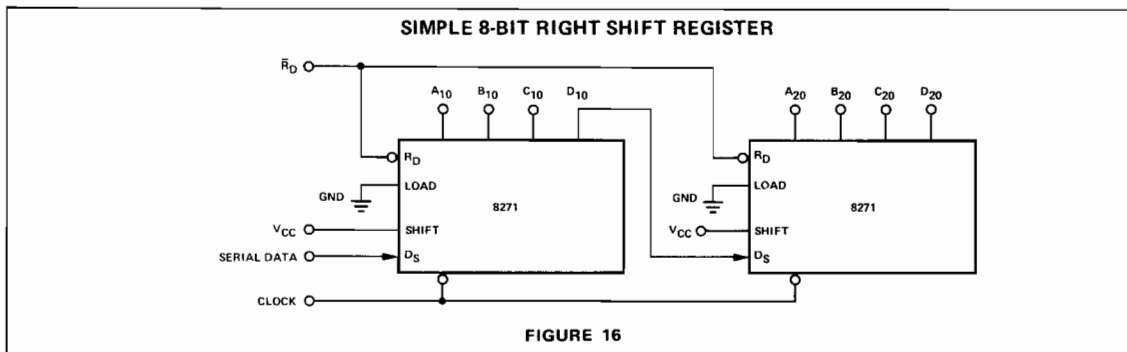 SIMPLE 8-BIT RIGHT SHIFT REGISTER
R̄D
A10 B10 C10 D10 A20 B20 C20 D20
RD RD
LOAD LOAD
GND 8271 GND 8271
VCC SHIFT VCC SHIFT
SERIAL DATA DS DS
CLOCK
FIGURE 16